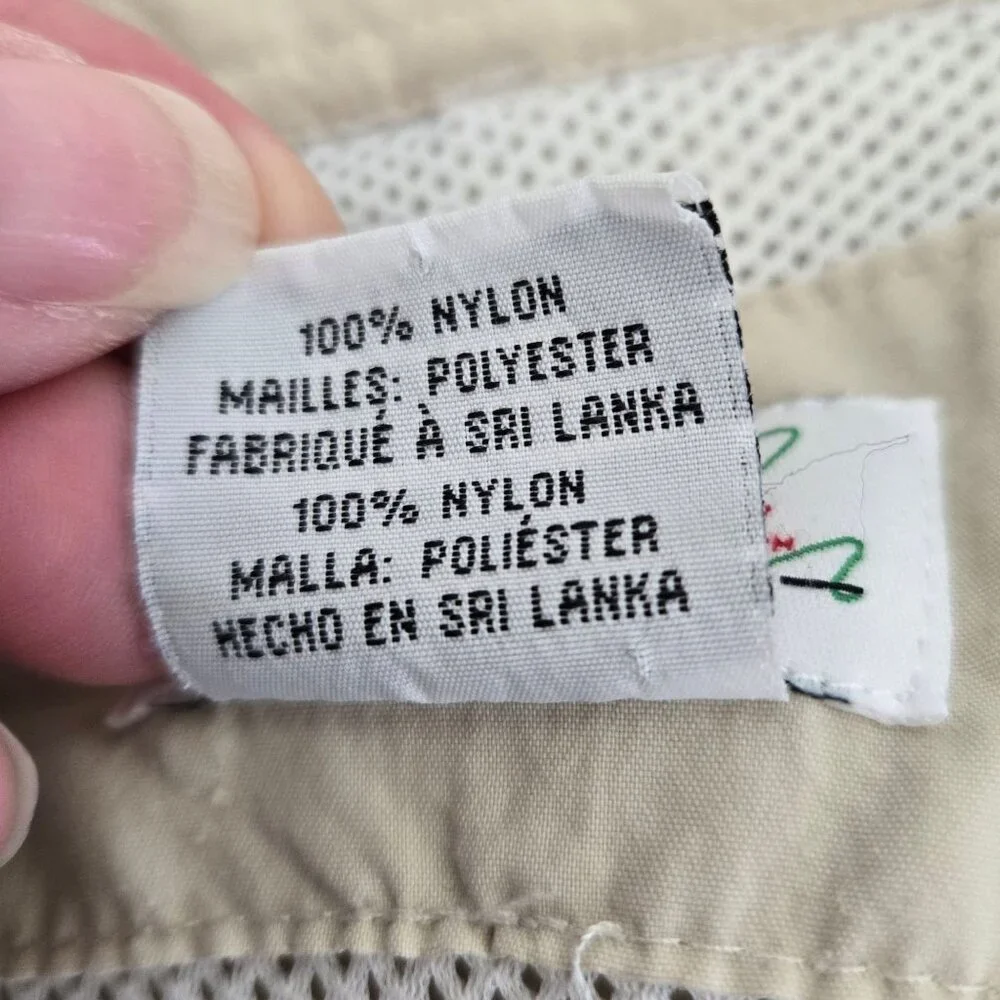 100% NYLON
MAILLES: POLYESTER
FABRIQUÉ À SRI LANKA
100% NYLON
MALLA: POLIÉSTER
HECHO EN SRI LANKA